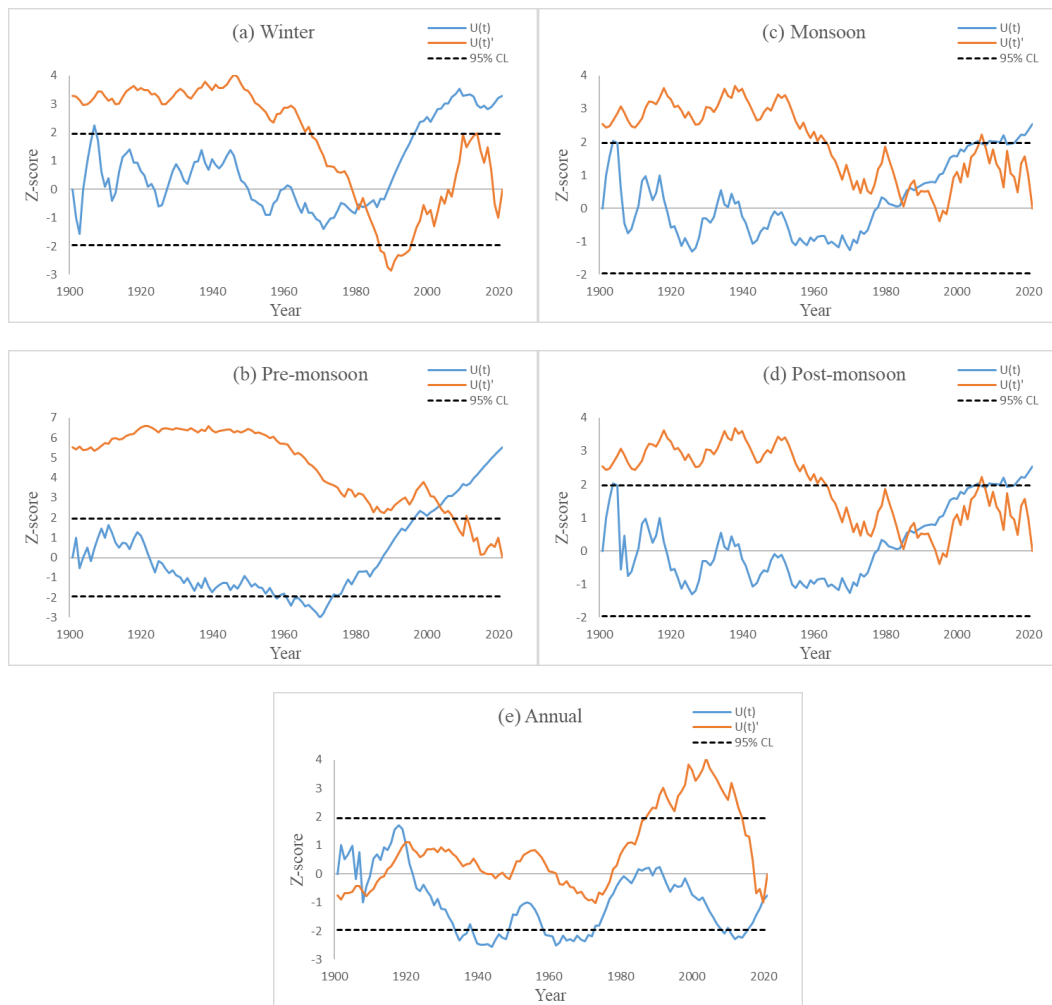 (a) Winter
U(t)
U(t)'
95% CL
Z-score
4
3
2
1
0
-1
-2
-3
1900 1920 1940 1960 1980 2000 2020
Year
(c) Monsoon
U(t)
U(t)'
95% CL
Z-score
4
3
2
1
0
-1
-2
1900 1920 1940 1960 1980 2000 2020
Year
(b) Pre-monsoon
U(t)
U(t)'
95% CL
Z-score
7
6
5
4
3
2
1
0
-1
-2
-3
1900 1920 1940 1960 1980 2000 2020
Year
(d) Post-monsoon
U(t)
U(t)'
95% CL
Z-score
4
3
2
1
0
-1
-2
1900 1920 1940 1960 1980 2000 2020
Year
(e) Annual
U(t)
U(t)'
95% CL
Z-score
4
3
2
1
0
-1
-2
-3
1900 1920 1940 1960 1980 2000 2020
Year